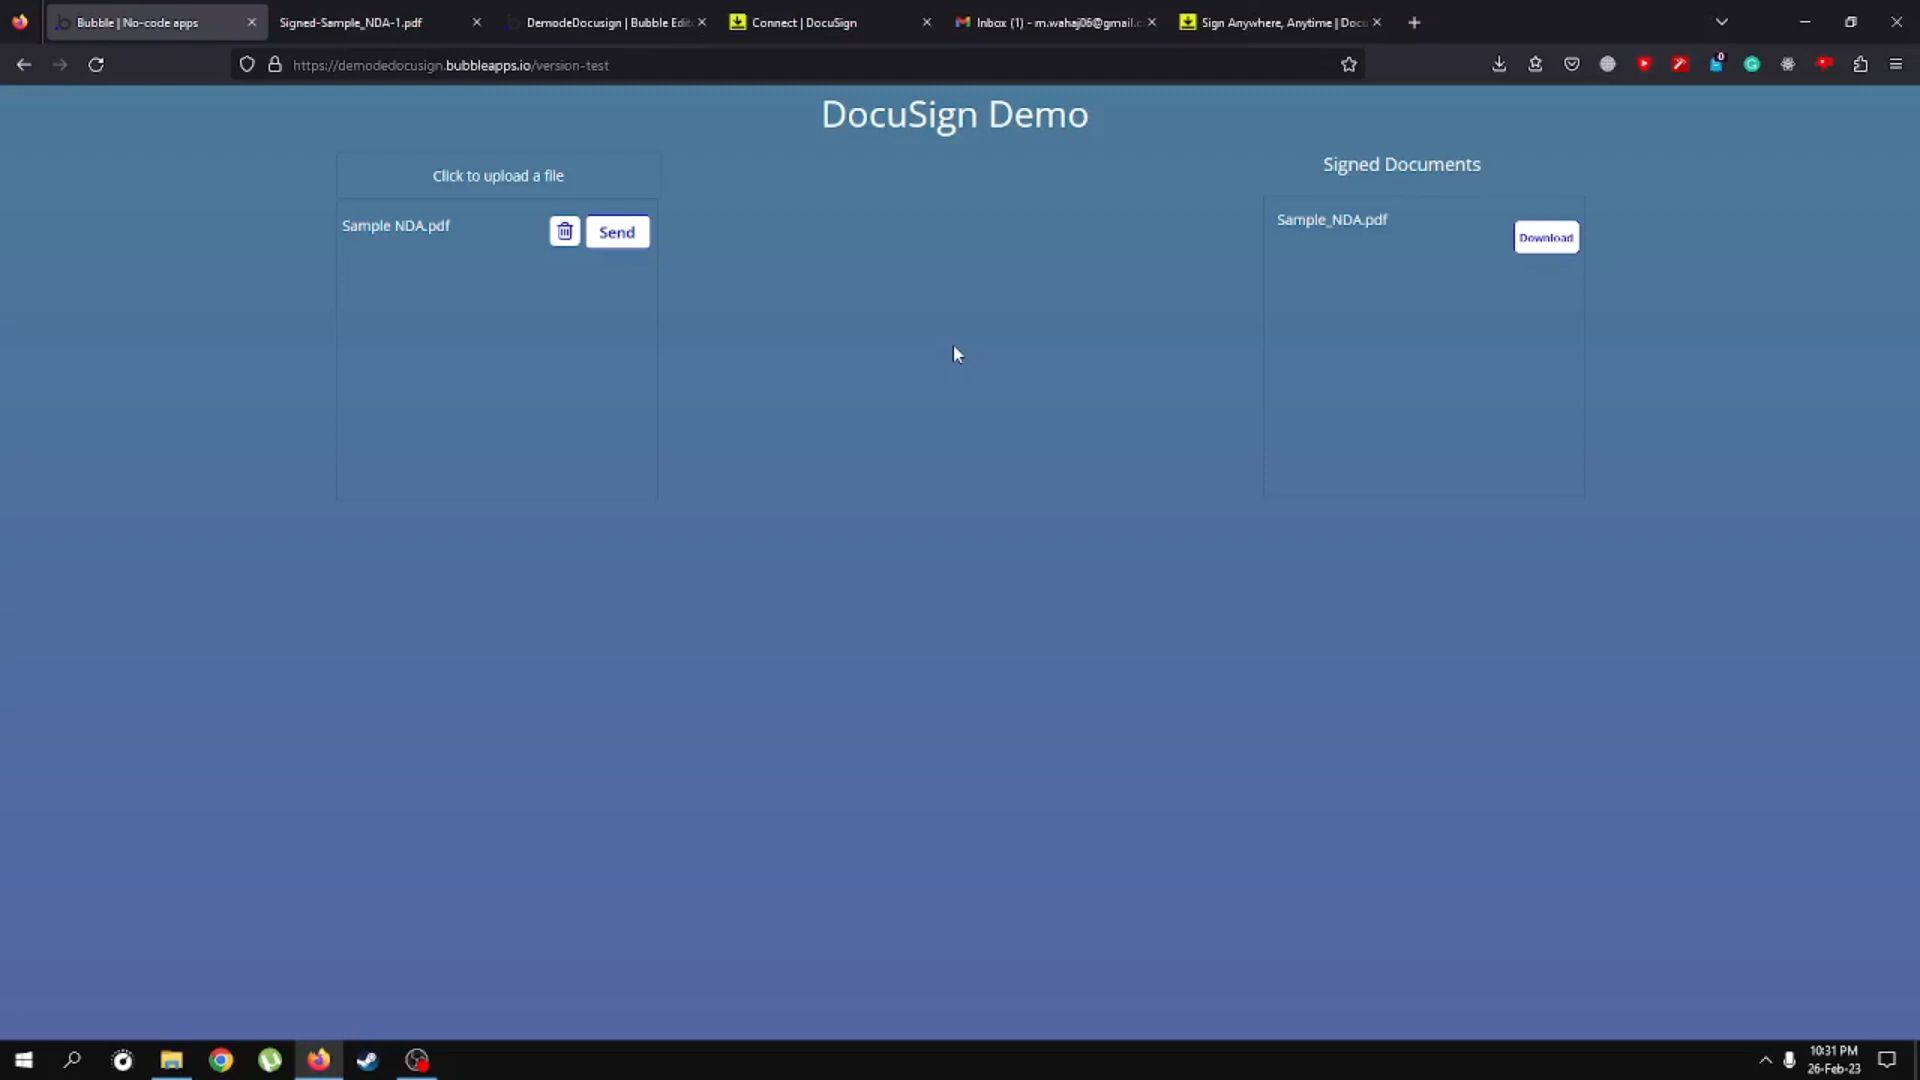 Bubble | No-code apps
Signed-Sample_NDA-1.pdf
DemodeDocusign | Bubble Edit
Connect | DocuSign
Inbox (1) - m.wahaj06@gmail.c
Sign Anywhere, Anytime | Docu
https://demodedocusign.bubbleapps.io/version-test
0
DocuSign Demo
Click to upload a file
Sample NDA.pdf
Send
Signed Documents
Sample_NDA.pdf
Download
10:31 PM
26-Feb-23